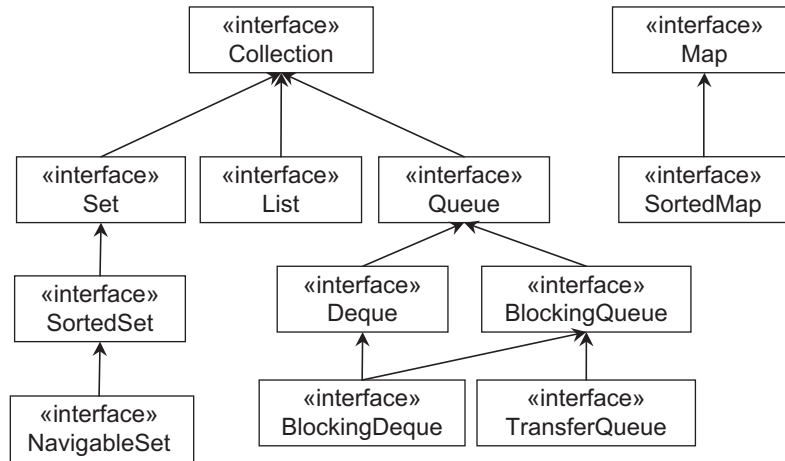 «interface»
Collection
«interface»
Map
«interface»
Set
«interface»
List
«interface»
Queue
«interface»
SortedMap
«interface»
SortedSet
«interface»
Deque
«interface»
BlockingQueue
«interface»
NavigableSet
«interface»
BlockingDeque
«interface»
TransferQueue